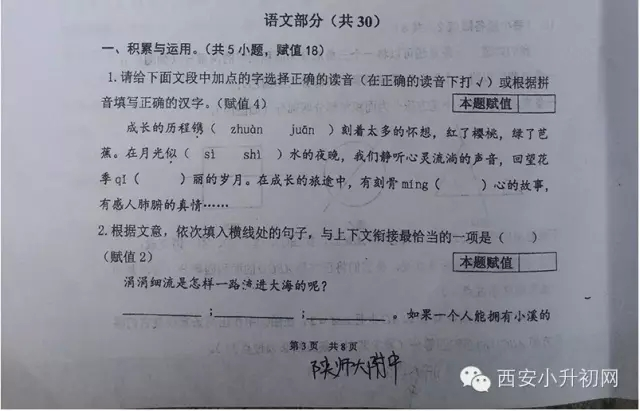 语文部分（共30）
一、积累与运用。（共5小题，赋值18）
1.请给下面文段中加点的字选择正确的读音（在正确的读音下打√）或根据拼
音填写正确的汉字。（赋值4）
本题赋值
成长的历程镌（ zhuàn juān）刻着太多的怀想，红了樱桃，绿了芭
蕉。在月光似（ sì shì ）水的夜晚，我们静听心灵流淌的声音，回望花
季qǐ（ ）丽的岁月。在成长的旅途中，有刻骨míng（ ）心的故事，
有感人肺腑的真情……
2.根据文意，依次填入横线处的句子，与上下文衔接最恰当的一项是（ ）
（赋值2）
本题赋值
涓涓细流是怎样一路流进大海的呢？
______；______；______。如果一个人能拥有小溪的
第3页 共8页
陕师大附中
西安小升初网